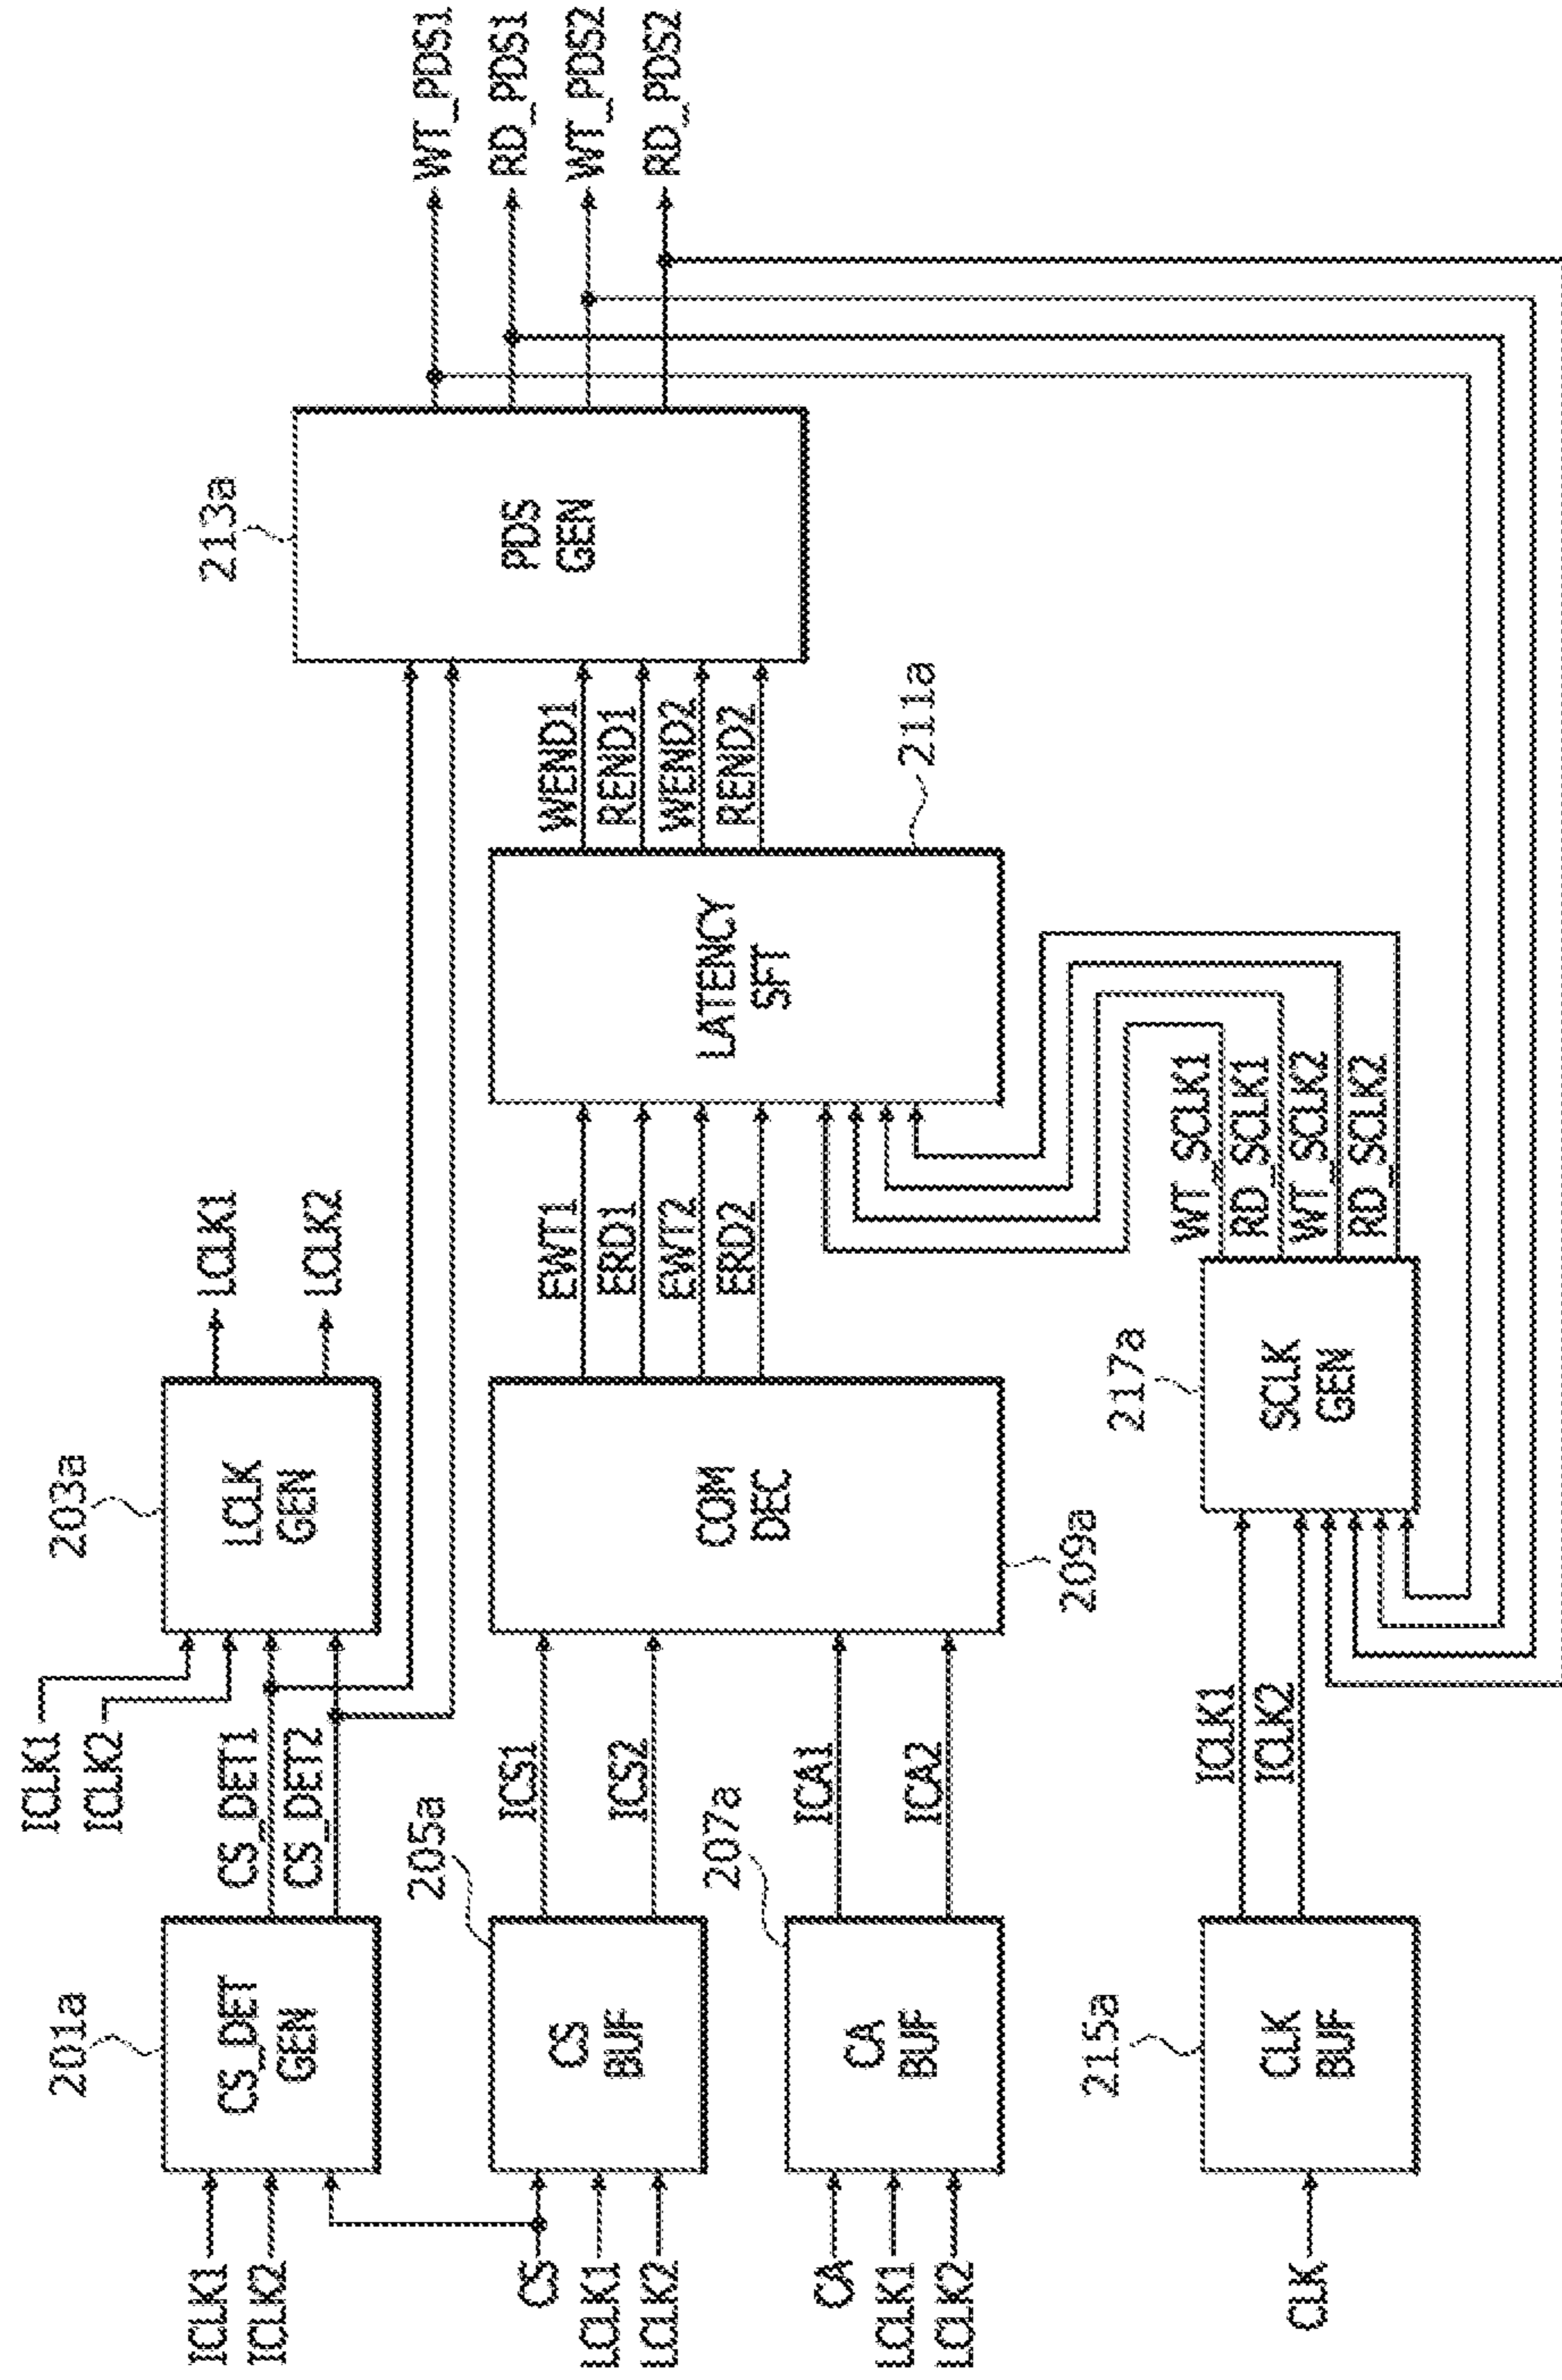 ICLK1
ICLK2
201a
CS_DET
GEN
CS_DET1
CS_DET2
ICLK1
ICLK2
203a
LCLK
GEN
LCLK1
LCLK2
CS
LCLK1
LCLK2
205a
CS
BUF
ICS1
ICS2
CA
LCLK1
LCLK2
207a
CA
BUF
ICA1
ICA2
COM
DEC
209a
EWT1
ERD1
EWT2
ERD2
LATENCY
SFT
211a
WEND1
REND1
WEND2
REND2
213a
PDS
GEN
WT_PDS1
RD_PDS1
WT_PDS2
RD_PDS2
CLK
215a
CLK
BUF
ICLK1
ICLK2
217a
SCLK
GEN
WT_SCLK1
RD_SCLK1
WT_SCLK2
RD_SCLK2